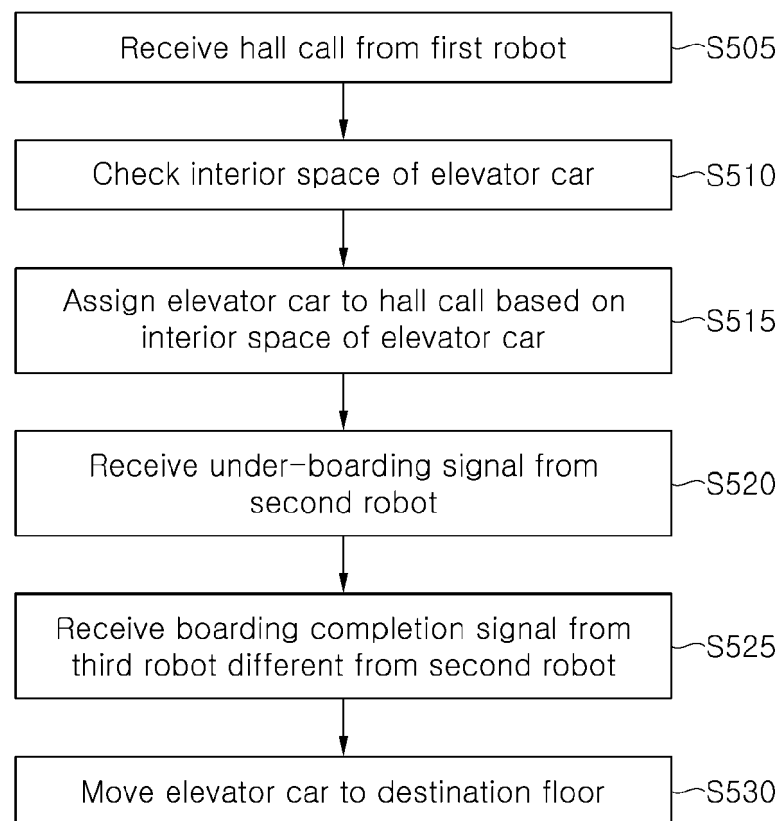 Receive hall call from first robot
S505
Check interior space of elevator car
S510
Assign elevator car to hall call based on
interior space of elevator car
S515
Receive under-boarding signal from
second robot
S520
Receive boarding completion signal from
third robot different from second robot
S525
Move elevator car to destination floor
S530